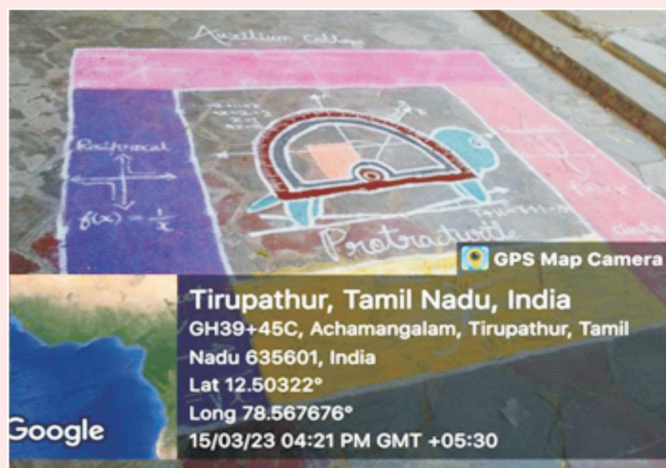 Auxilium College
Reciprocal
f(x) = 1/x
Protracturtle
GPS Map Camera
Tirupathur, Tamil Nadu, India
GH39+45C, Achamangalam, Tirupathur, Tamil
Nadu 635601, India
Lat 12.50322°
Long 78.567676°
15/03/23 04:21 PM GMT +05:30
Google